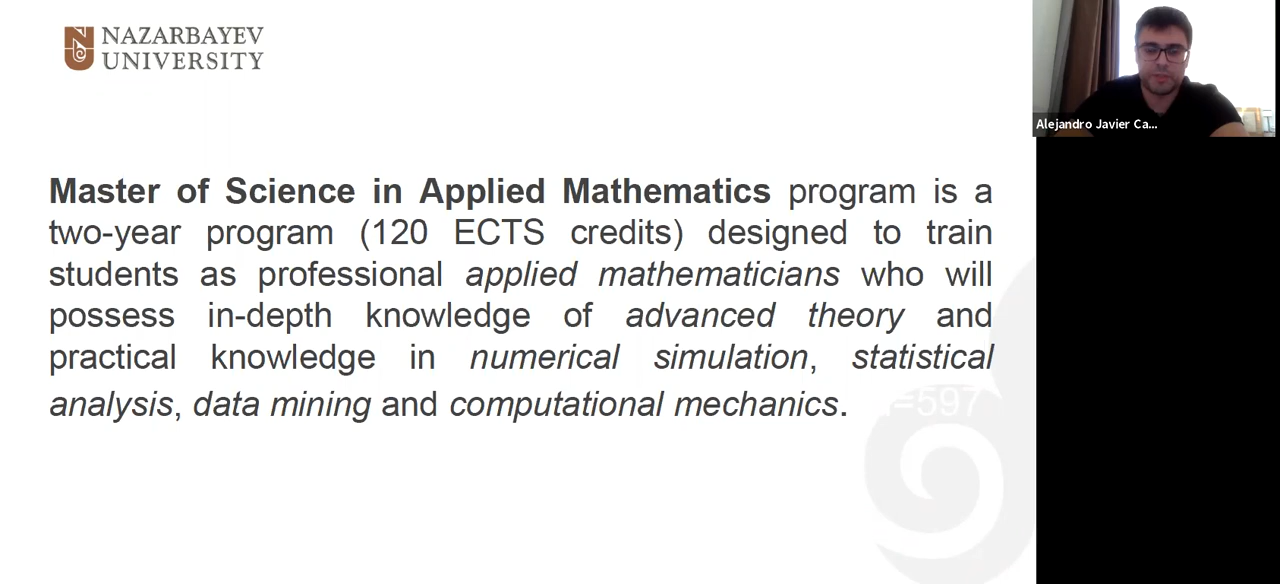 NAZARBAYEV
UNIVERSITY
Master of Science in Applied Mathematics program is a
two-year program (120 ECTS credits) designed to train
students as professional applied mathematicians who will
possess in-depth knowledge of advanced theory and
practical knowledge in numerical simulation, statistical
analysis, data mining and computational mechanics.
=597
Alejandro Javier Ca...